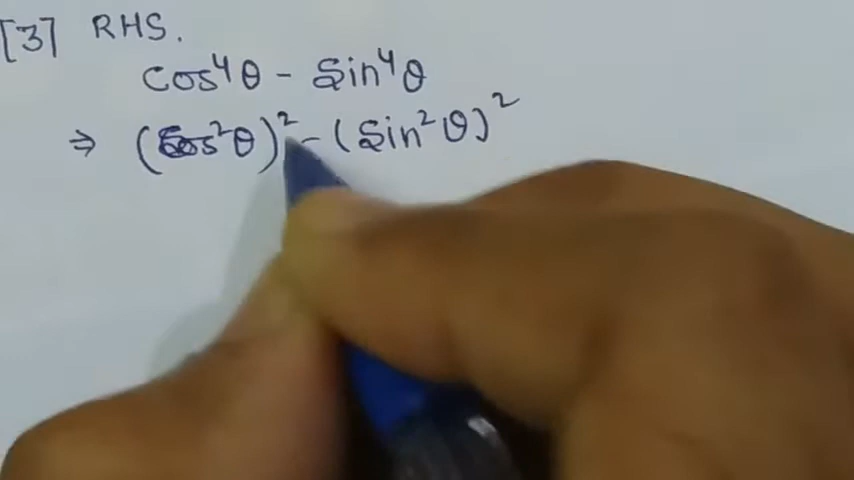 [3] RHS.
Cos⁴θ - Sin⁴θ
⇒ (Cos²θ)² - (Sin²θ)²